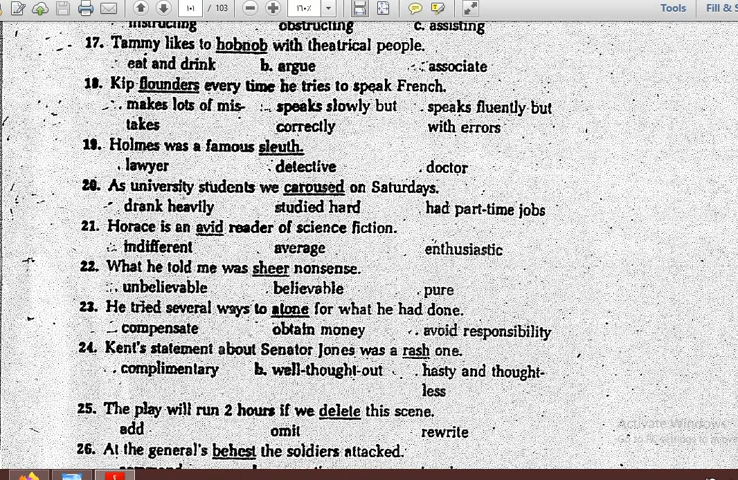 / 103
Tools
Fill & S
instructing obstructing c. assisting
17. Tammy likes to hobnob with theatrical people.
eat and drink b. argue associate
18. Kip flounders every time he tries to speak French.
makes lots of mis- speaks slowly but speaks fluently but
takes correctly with errors
19. Holmes was a famous sleuth.
lawyer detective doctor
20. As university students we caroused on Saturdays.
drank heavily studied hard had part-time jobs
21. Horace is an avid reader of science fiction.
indifferent average enthusiastic
22. What he told me was sheer nonsense.
unbelievable believable pure
23. He tried several ways to atone for what he had done.
compensate obtain money avoid responsibility
24. Kent's statement about Senator Jones was a rash one.
complimentary b. well-thought-out hasty and thought-
less
25. The play will run 2 hours if we delete this scene.
add omit rewrite
26. At the general's behest the soldiers attacked.
Activate Windows